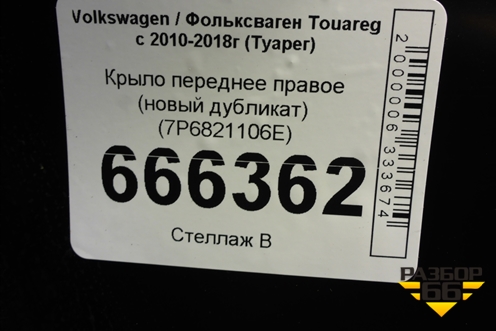 Volkswagen / Фольксваген Touareg
с 2010-2018г (Туарег)
Крыло переднее правое
(новый дубликат)
(7P6821106E)
666362
Стеллаж В
2000006333674
РАЗБОР
66